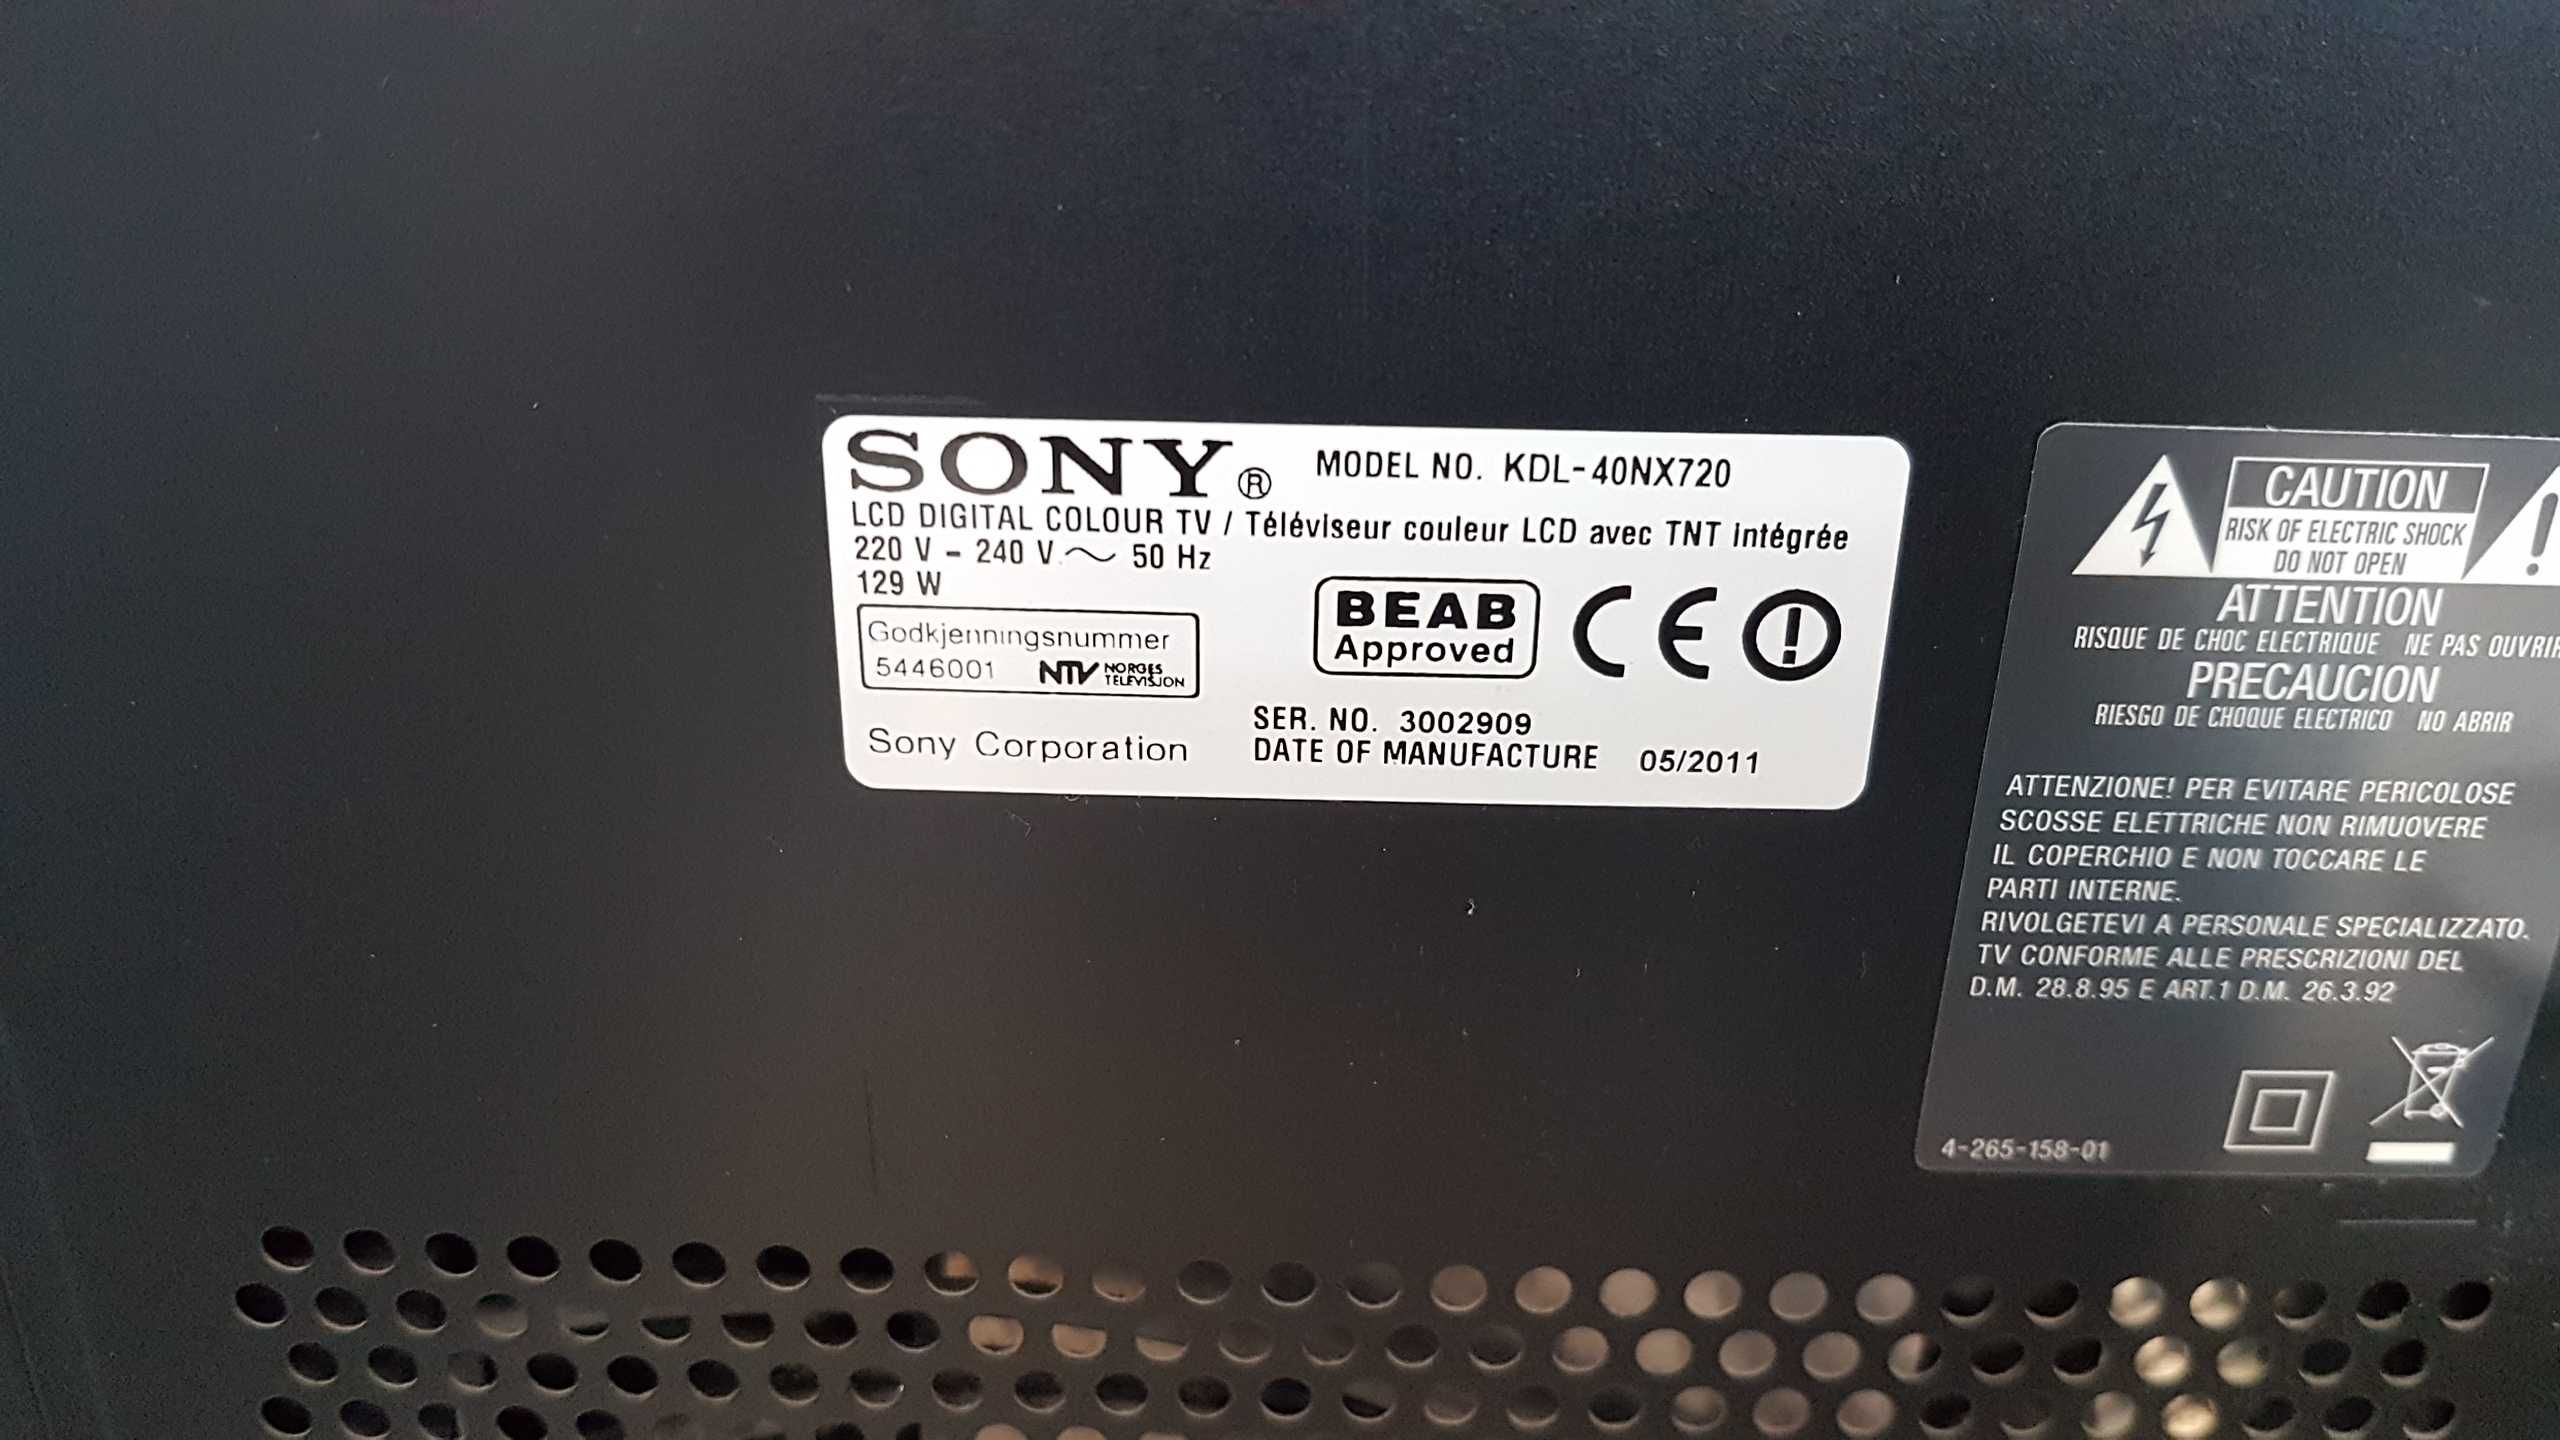 SONY® MODEL NO. KDL-40NX720
LCD DIGITAL COLOUR TV / Téléviseur couleur LCD avec TNT intégrée
220 V - 240 V ~ 50 Hz
129 W
Godkjenningsnummer
5446001 NTV NORGES
TELEVISJON
BEAB
Approved
CE
Sony Corporation
SER. NO. 3002909
DATE OF MANUFACTURE 05/2011
CAUTION
RISK OF ELECTRIC SHOCK
DO NOT OPEN
ATTENTION
RISQUE DE CHOC ELECTRIQUE NE PAS OUVRIR
PRECAUCION
RIESGO DE CHOQUE ELECTRICO NO ABRIR
ATTENZIONE! PER EVITARE PERICOLOSE
SCOSSE ELETTRICHE NON RIMUOVERE
IL COPERCHIO E NON TOCCARE LE
PARTI INTERNE.
RIVOLGETEVI A PERSONALE SPECIALIZZATO.
TV CONFORME ALLE PRESCRIZIONI DEL
D.M. 28.8.95 E ART.1 D.M. 26.3.92
4-265-158-01